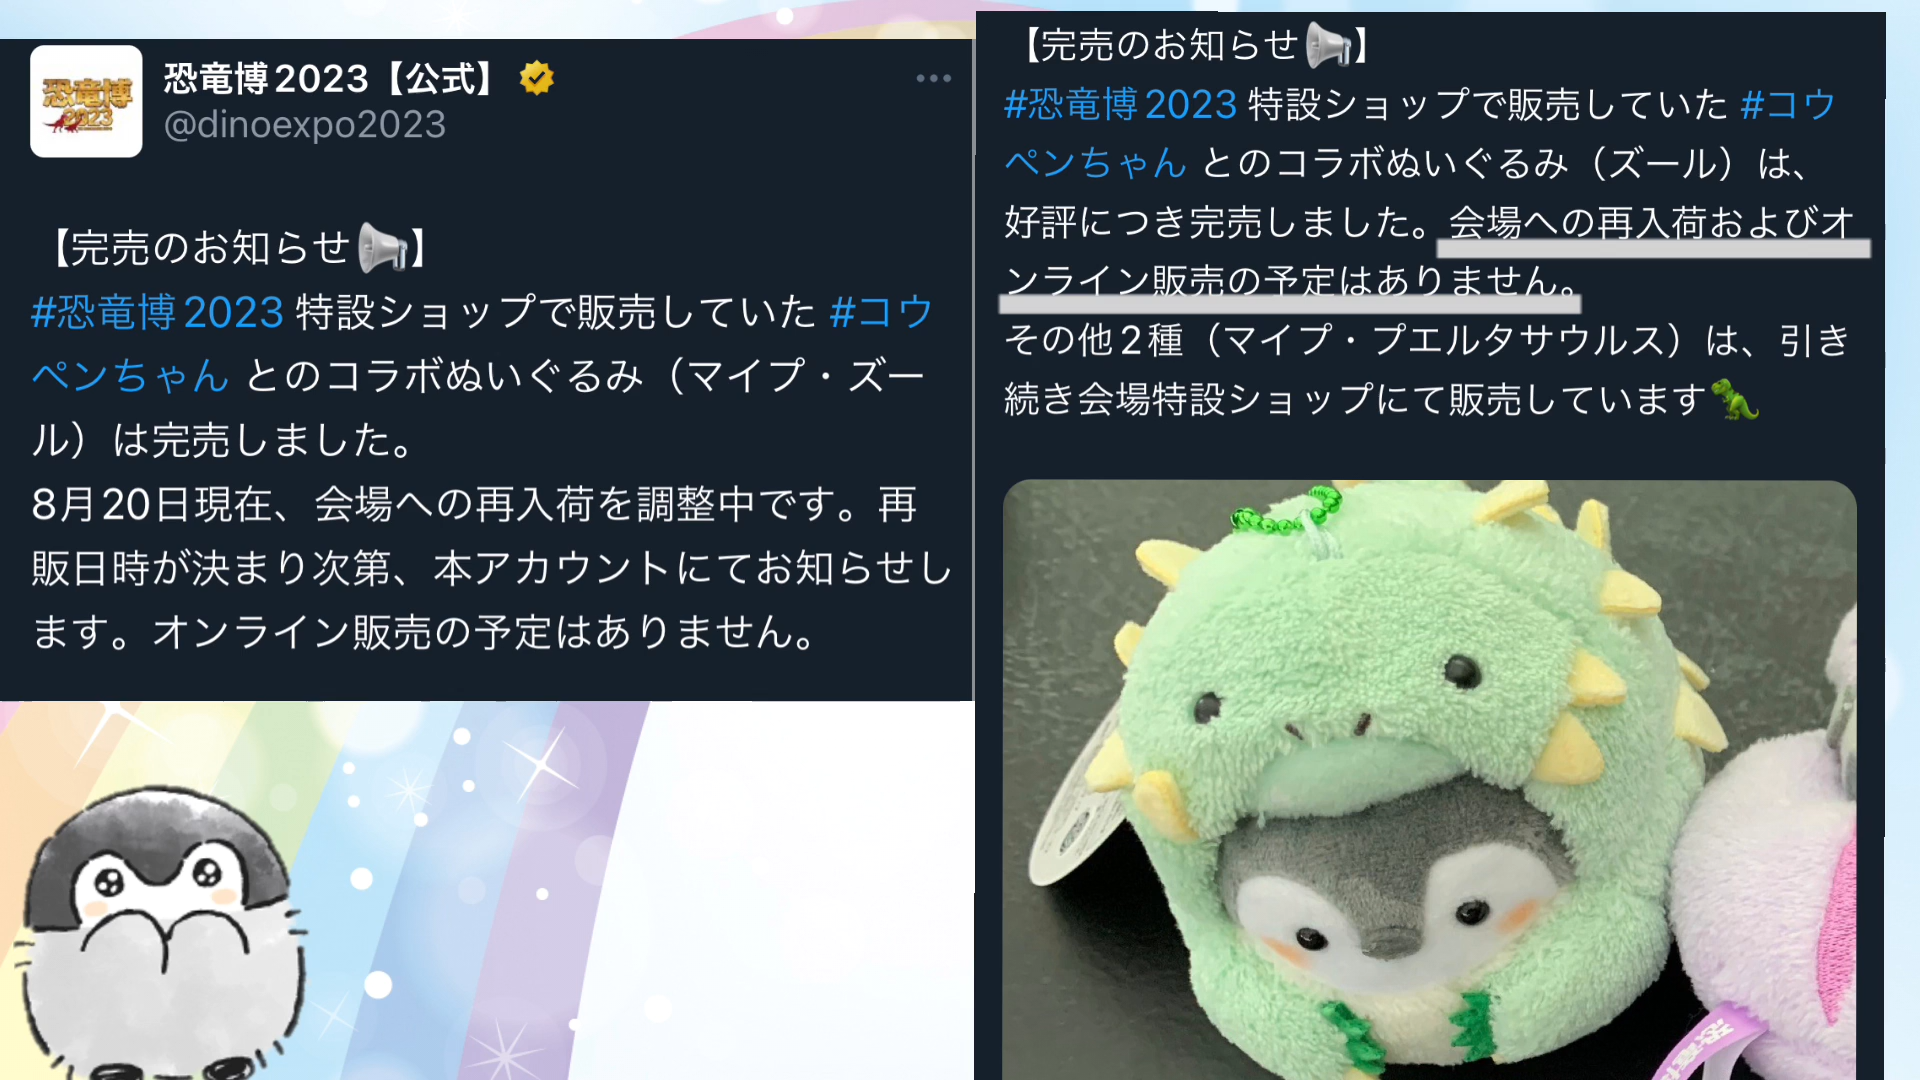 恐竜博
2023
恐竜博2023【公式】
@dinoexpo2023
【完売のお知らせ📢】
#恐竜博2023 特設ショップで販売していた #コウ
ペンちゃん とのコラボぬいぐるみ（マイプ・ズー
ル）は完売しました。
8月20日現在、会場への再入荷を調整中です。再
販日時が決まり次第、本アカウントにてお知らせし
ます。オンライン販売の予定はありません。
【完売のお知らせ📢】
#恐竜博2023 特設ショップで販売していた #コウ
ペンちゃん とのコラボぬいぐるみ（ズール）は、
好評につき完売しました。会場への再入荷およびオ
ンライン販売の予定はありません。
その他2種（マイプ・プエルタサウルス）は、引き
続き会場特設ショップにて販売しています🦖